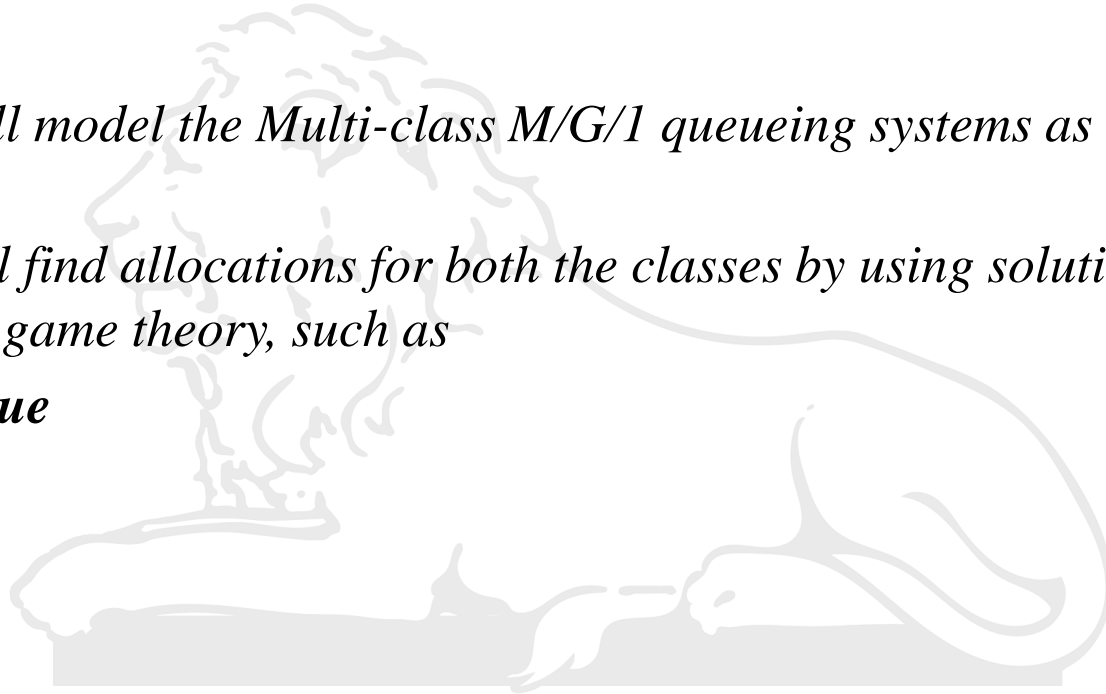 ll model the Multi-class M/G/1 queueing systems as
l find allocations for both the classes by using soluti
game theory, such as
ue